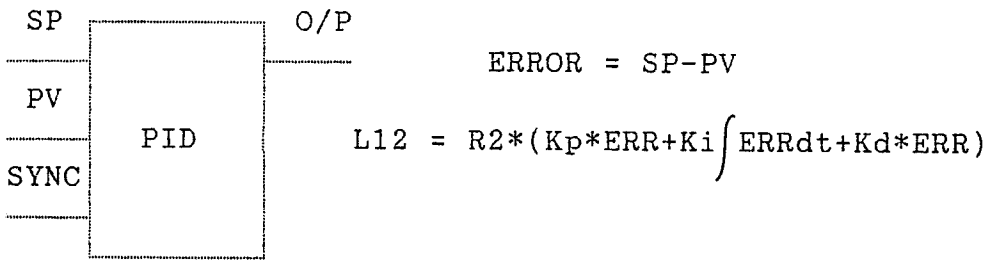 SP
O/P
ERROR = SP-PV
PV
PID
L12 = R2*(Kp*ERR+Ki∫ERRdt+Kd*ERR)
SYNC